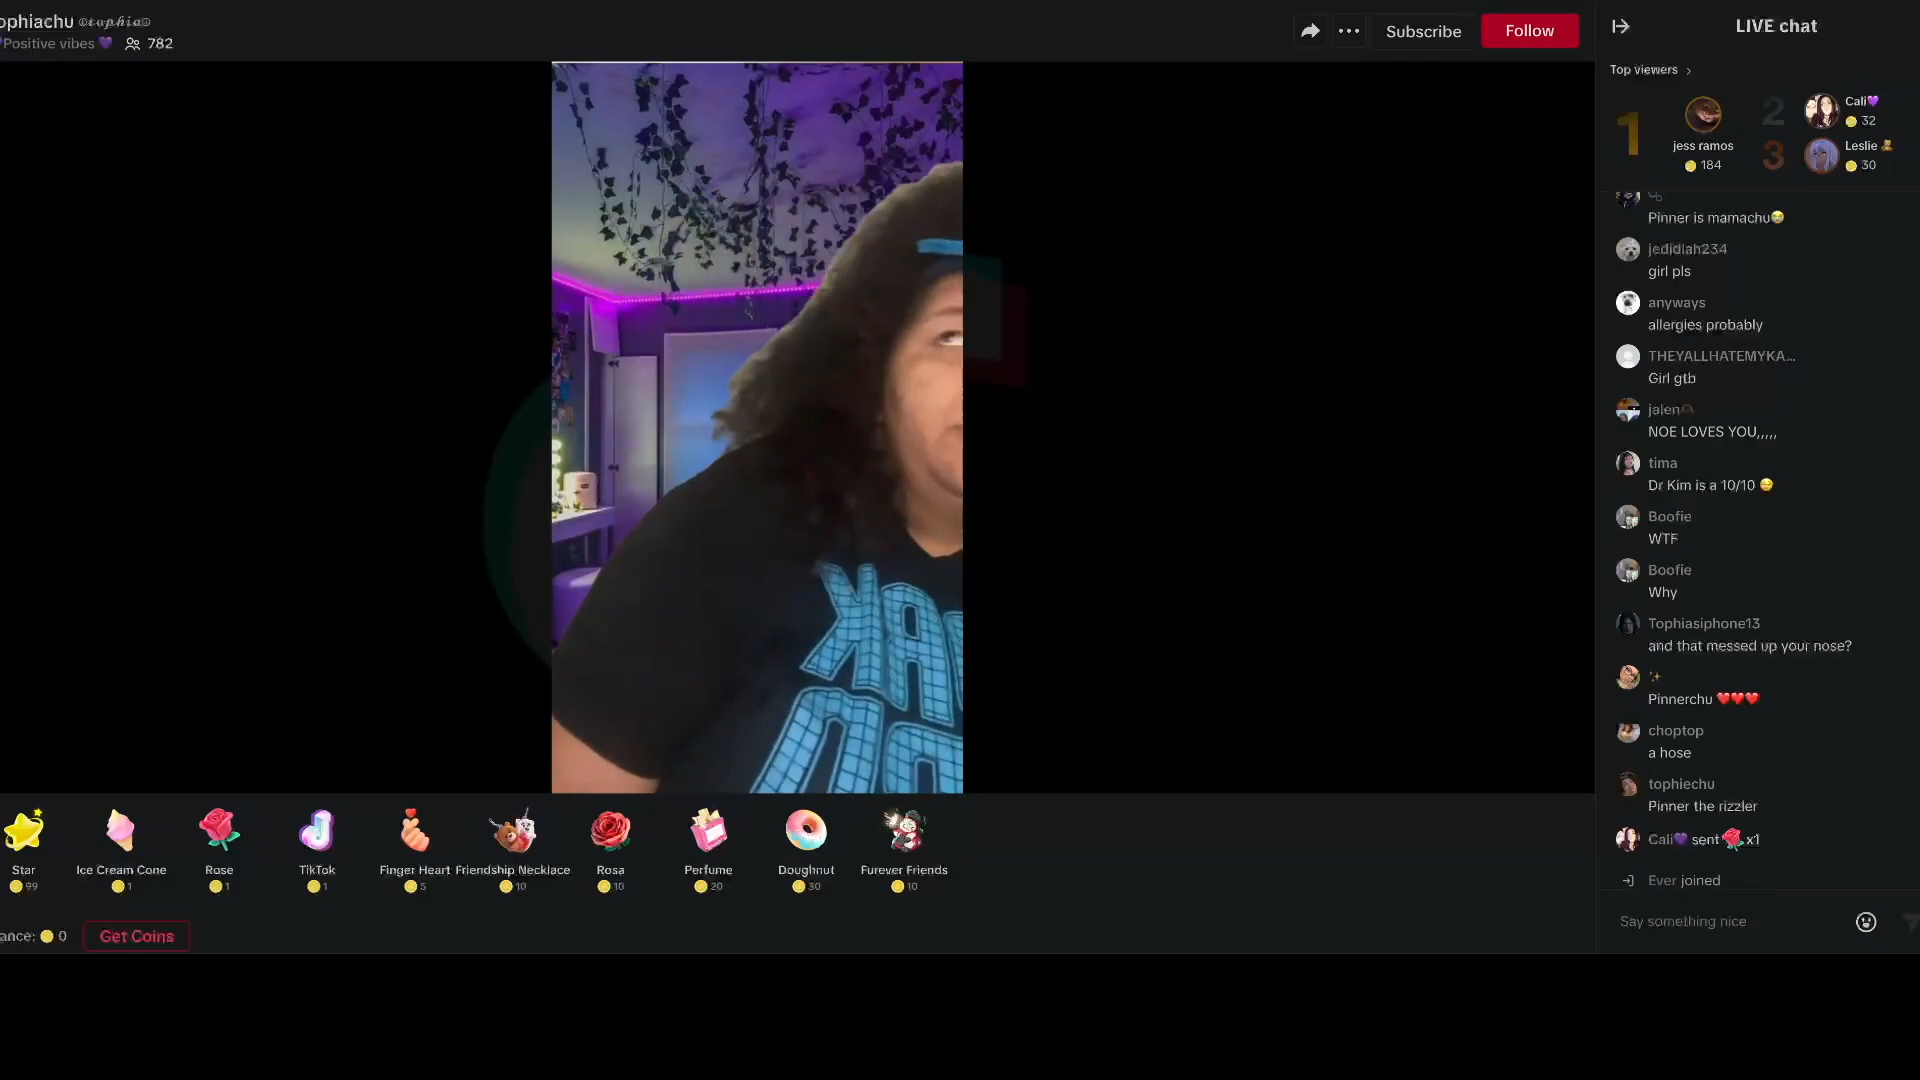 ophiachu @tophia☹
Positive vibes 💜 782
Subscribe
Follow
LIVE chat
Top viewers >
1
jess ramos
184
2
Cali💜
32
3
Leslie 🧸
30
Pinner is mamachu😂
jedidiah234
girl pls
anyways
allergies probably
THEYALLHATEMYKA...
Girl gtb
jalen
NOE LOVES YOU,,,,,
tima
Dr Kim is a 10/10 😊
Boofie
WTF
Boofie
Why
Tophiasiphone13
and that messed up your nose?
✨
Pinnerchu ❤️❤️❤️
choptop
a hose
tophiechu
Pinner the rizzler
Cali💜 sent 🌹 x1
Ever joined
Say something nice
Star
99
Ice Cream Cone
1
Rose
1
TikTok
1
Finger Heart
5
Friendship Necklace
10
Rosa
10
Perfume
20
Doughnut
30
Furever Friends
10
ance: 0
Get Coins